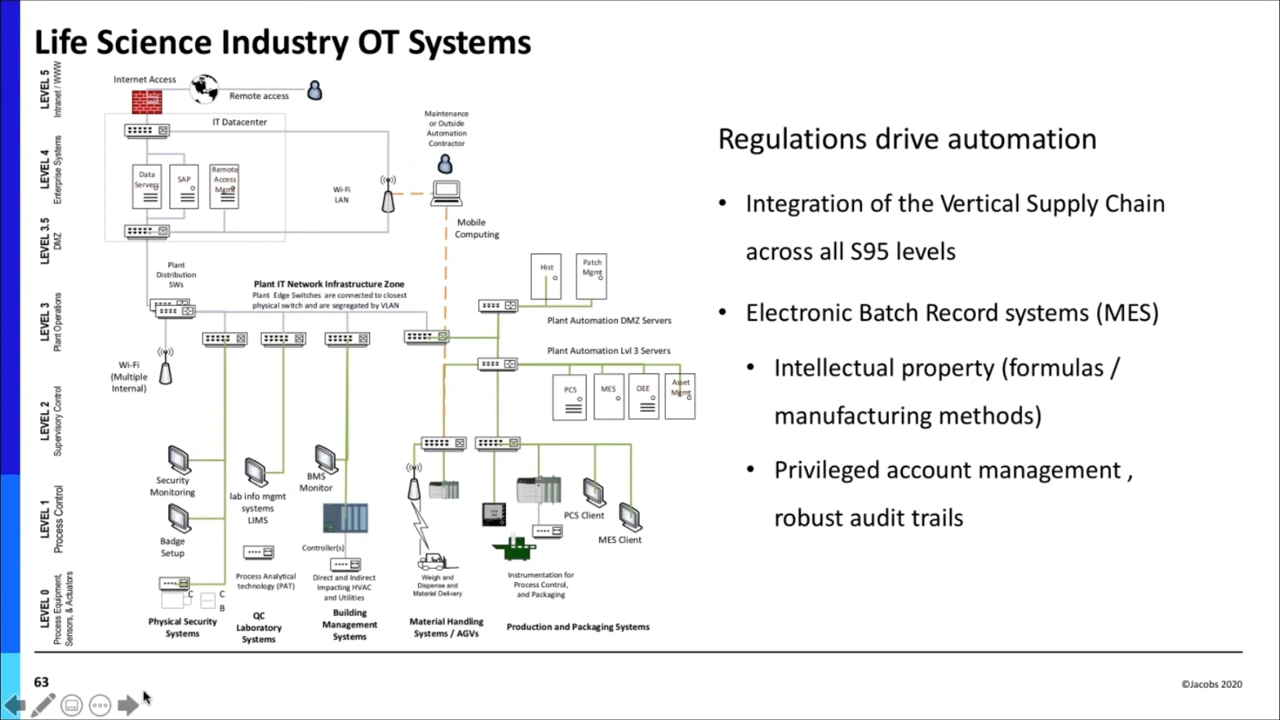 Life Science Industry OT Systems
LEVEL 5
Intranet / WWW
LEVEL 4
Enterprise Systems
LEVEL 3.5
DMZ
LEVEL 3
Plant Operations
LEVEL 2
Supervisory Control
LEVEL 1
Process Control
LEVEL 0
Process Equipment,
Sensors, & Actuators
Internet Access
Remote access
IT Datacenter
Data
Servers
SAP
Remote
Access
Mgmt
Wi-Fi
LAN
Maintenance
or Outside
Automation
Contractor
Mobile
Computing
Plant
Distribution
SWs
Plant IT Network Infrastructure Zone
Plant Edge Switches are connected to closest
physical switch and are segregated by VLAN
Hist
Patch
Mgmt
Plant Automation DMZ Servers
Plant Automation Lvl 3 Servers
PCS
MES
OEE
Asset
Mgmt
Wi-Fi
(Multiple
Internal)
Security
Monitoring
Badge
Setup
C
C
B
lab info mgmt
systems
LIMS
Process Analytical
technology (PAT)
BMS
Monitor
Controller(s)
Direct and Indirect
Impacting HVAC
and Utilities
Weigh and
Dispense and
Material Delivery
PCS Client
MES Client
Instrumentation for
Process Control,
and Packaging
Physical Security
Systems
QC
Laboratory
Systems
Building
Management
Systems
Material Handling
Systems / AGVs
Production and Packaging Systems
Regulations drive automation
• Integration of the Vertical Supply Chain
across all S95 levels
• Electronic Batch Record systems (MES)
• Intellectual property (formulas /
manufacturing methods)
• Privileged account management ,
robust audit trails
63
©Jacobs 2020